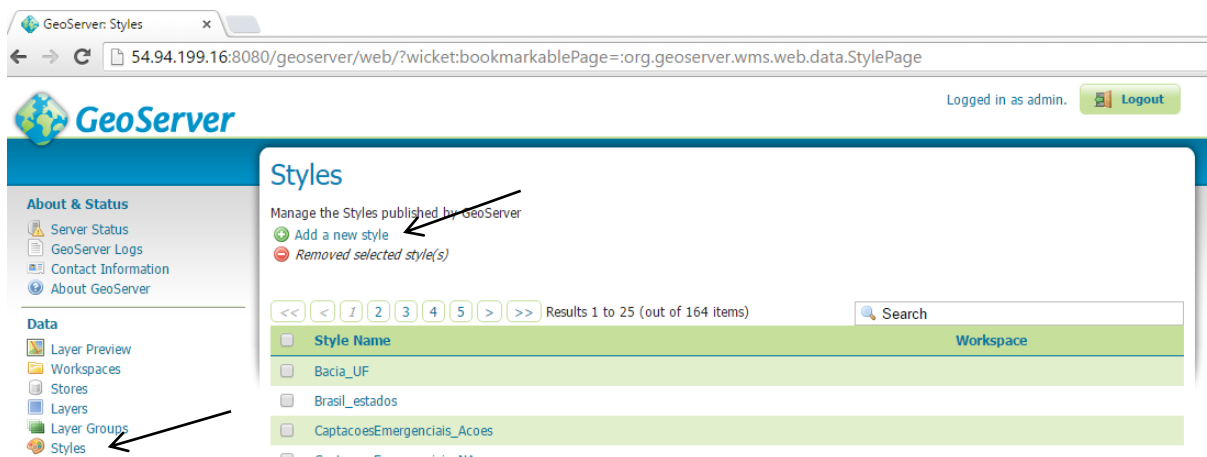 GeoServer: Styles ×
54.94.199.16:8080/geoserver/web/?wicket:bookmarkablePage=:org.geoserver.wms.web.data.StylePage
GeoServer
Logged in as admin. Logout
Styles
Manage the Styles published by GeoServer
Add a new style
Removed selected style(s)
About & Status
Server Status
GeoServer Logs
Contact Information
About GeoServer
Data
Layer Preview
Workspaces
Stores
Layers
Layer Groups
Styles
<< < 1 2 3 4 5 > >> Results 1 to 25 (out of 164 items) Search
Style Name Workspace
Bacia_UF
Brasil_estados
CaptacoesEmergenciais_Acoes